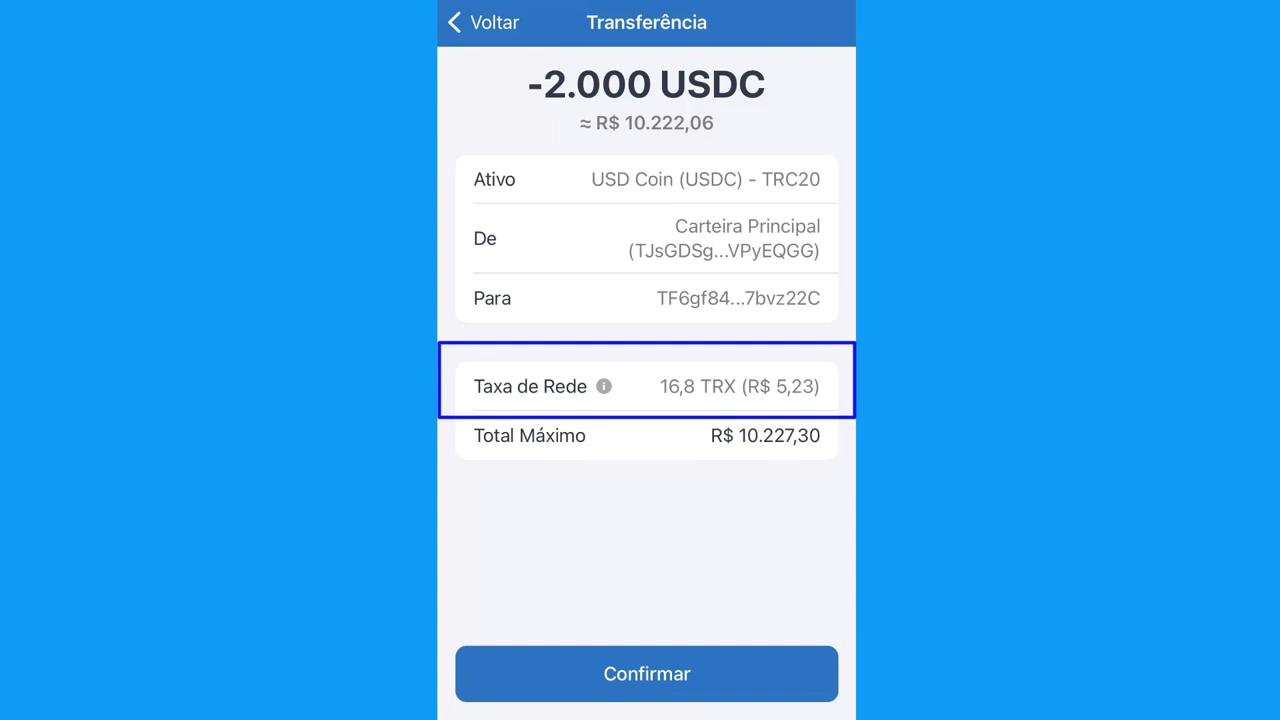 Voltar
Transferência
-2.000 USDC
≈ R$ 10.222,06
Ativo
USD Coin (USDC) - TRC20
De
Carteira Principal
(TJsGDSg...VPyEQGG)
Para
TF6gf84...7bvz22C
Taxa de Rede
16,8 TRX (R$ 5,23)
Total Máximo
R$ 10.227,30
Confirmar